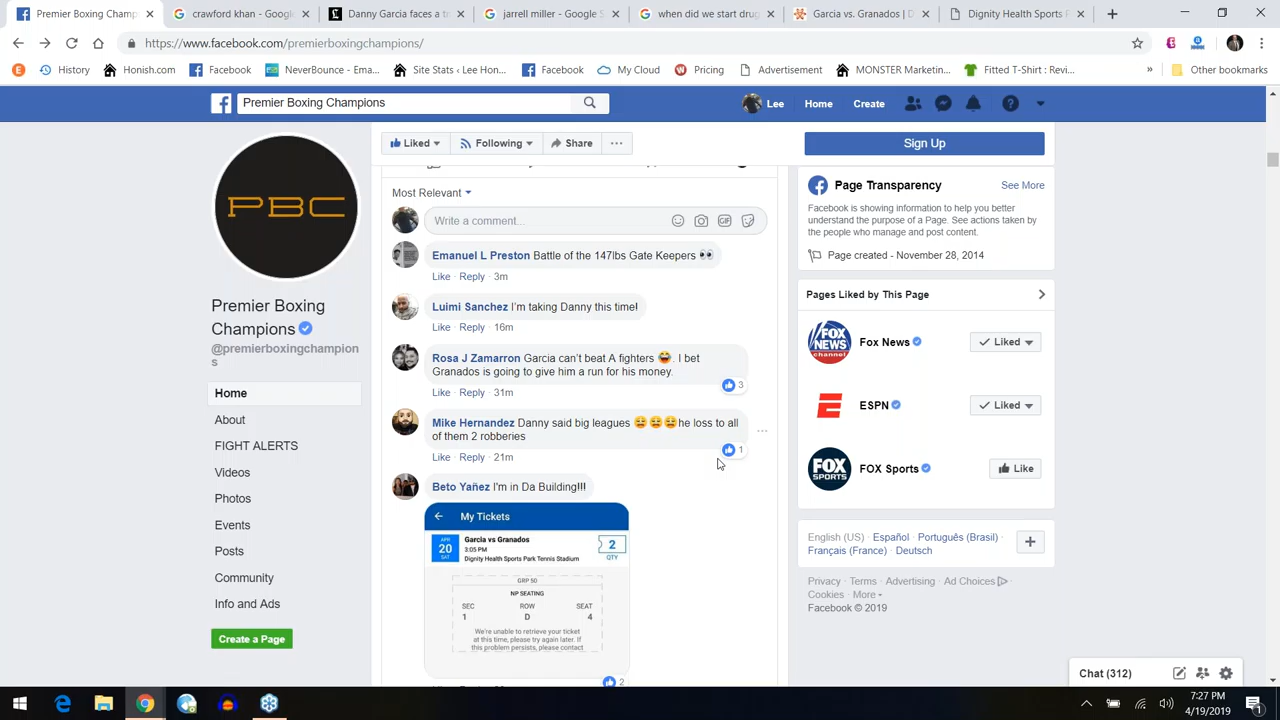 Premier Boxing Champions
crawford khan - Google
Danny Garcia faces a t
jarrell miller - Google S
when did we start drug
Garcia vs. Granados | D
Dignity Health Sports P
https://www.facebook.com/premierboxingchampions/
History
Honish.com
Facebook
NeverBounce - Ema...
Site Stats ‹ Lee Hon...
Facebook
My Cloud
Pinng
Advertisement
MONSTER Marketin...
Fitted T-Shirt : Revi...
»
Other bookmarks
Premier Boxing Champions
Lee
Home
Create
PBC
Premier Boxing
Champions
@premierboxingchampion
s
Home
About
FIGHT ALERTS
Videos
Photos
Events
Posts
Community
Info and Ads
Create a Page
Liked
Following
Share
...
Sign Up
Most Relevant
Write a comment...
GIF
Emanuel L Preston Battle of the 147lbs Gate Keepers 👀
Like · Reply · 3m
Luimi Sanchez I'm taking Danny this time!
Like · Reply · 16m
Rosa J Zamarron Garcia can't beat A fighters 🤣. I bet
Granados is going to give him a run for his money.
3
Like · Reply · 31m
Mike Hernandez Danny said big leagues 😆😆😆he loss to all
of them 2 robberies
1
Like · Reply · 21m
Beto Yañez I'm in Da Building!!!
My Tickets
APR
20
SAT
Garcia vs Granados
3:05 PM
Dignity Health Sports Park Tennis Stadium
2
QTY
GRP 50
NP SEATING
SEC ROW SEAT
1 D 4
We're unable to retrieve your ticket
at this time, please try again later. If
this problem persists, please contact
2
Page Transparency
See More
Facebook is showing information to help you better
understand the purpose of a Page. See actions taken by
the people who manage and post content.
Page created - November 28, 2014
Pages Liked by This Page
FOX
NEWS
channel
Fox News
Liked
ESPN
Liked
FOX
SPORTS
FOX Sports
Like
English (US) · Español · Português (Brasil) ·
Français (France) · Deutsch
Privacy · Terms · Advertising · Ad Choices ·
Cookies · More
Facebook © 2019
Chat (312)
7:27 PM
4/19/2019
1